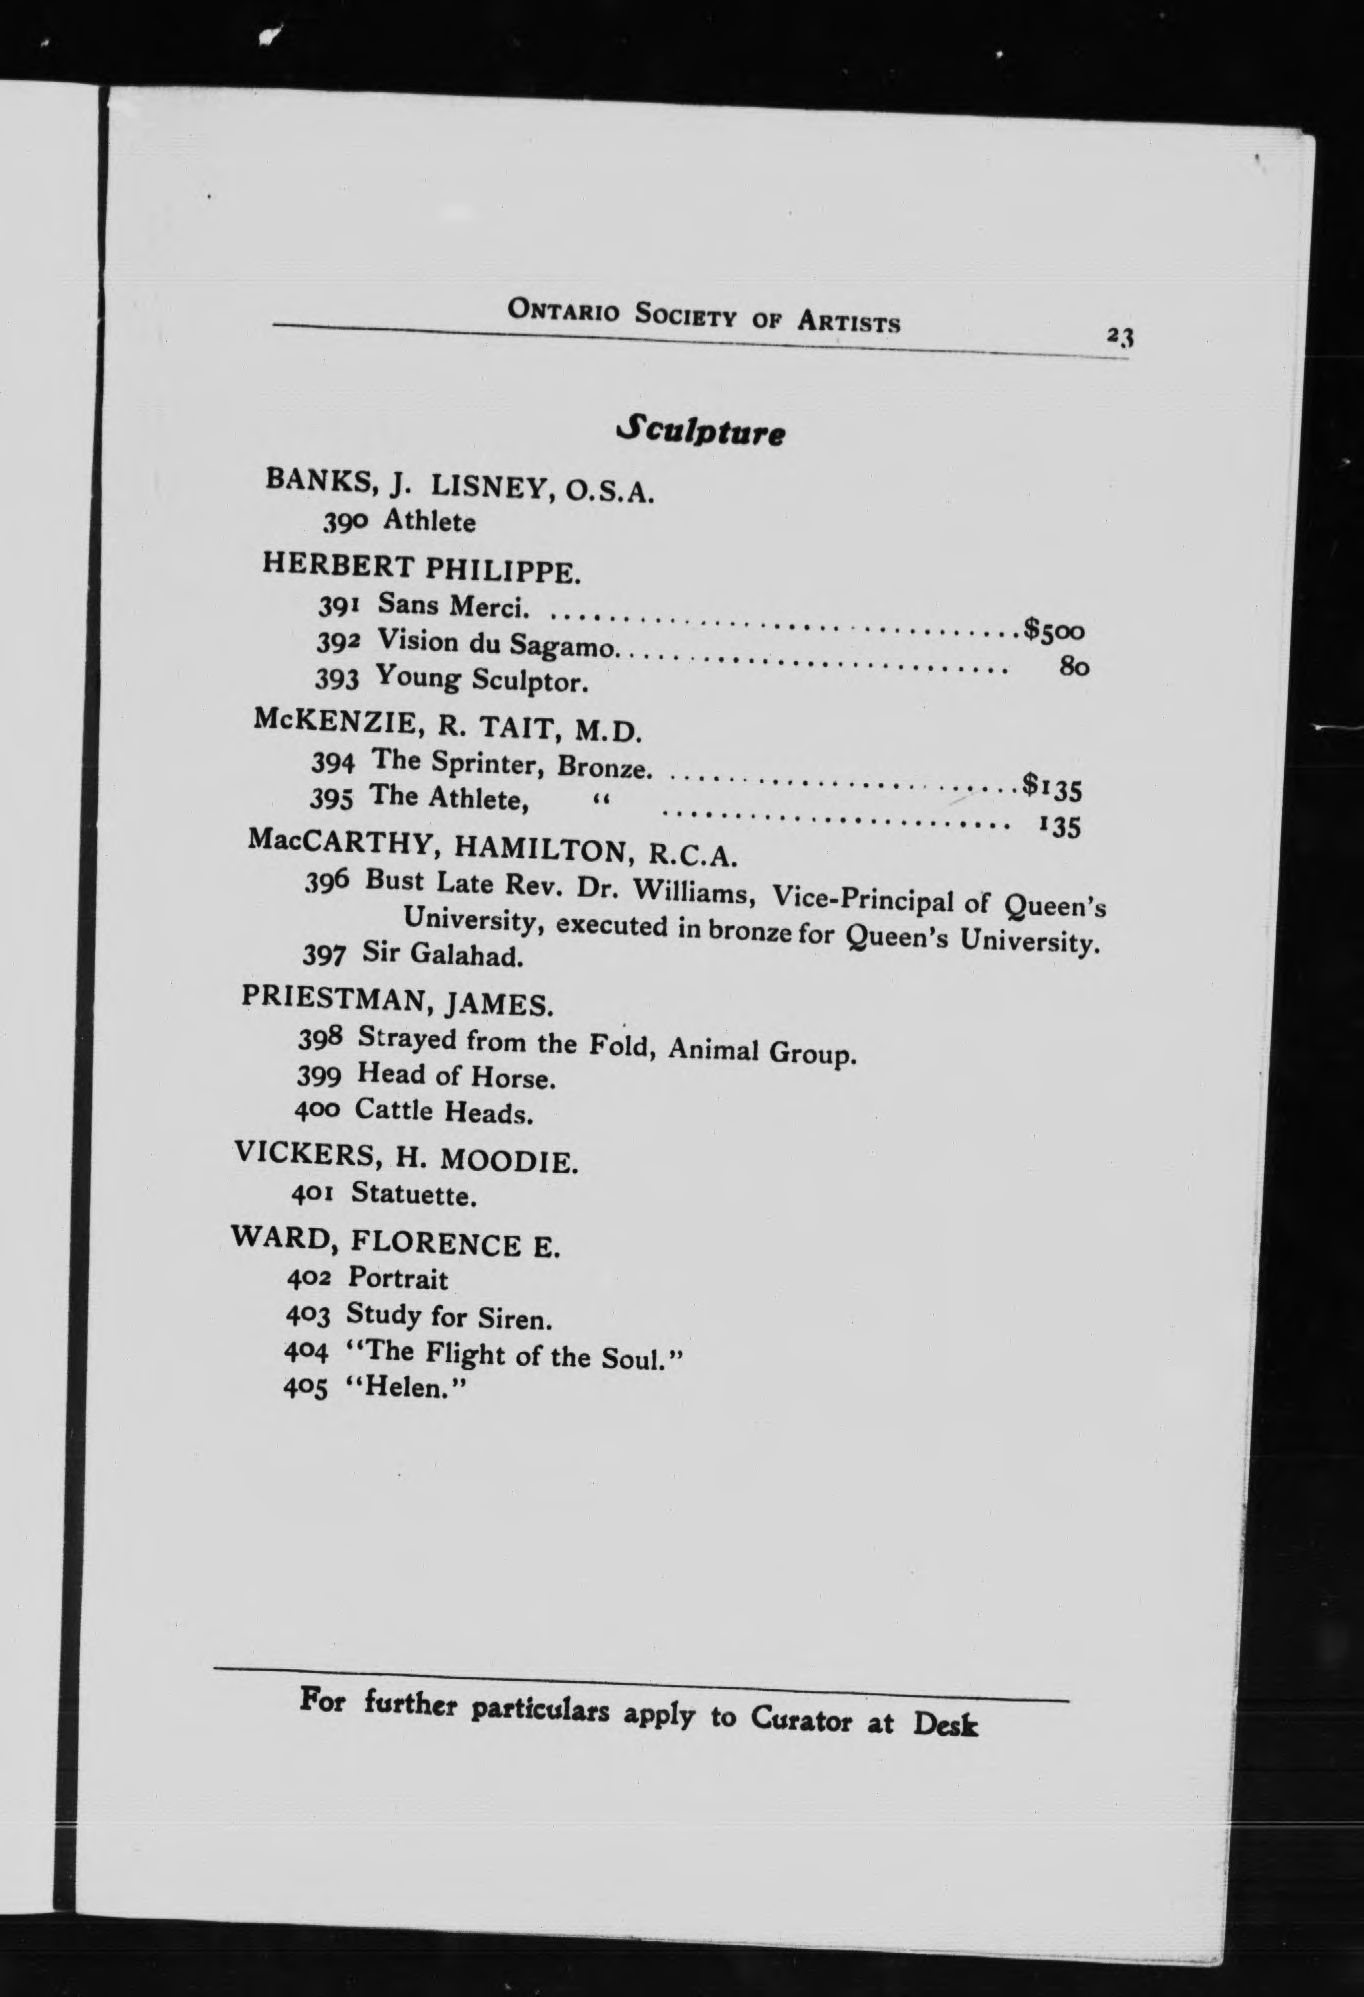 ONTARIO SOCIETY OF ARTISTS 23
Sculpture
BANKS, J. LISNEY, O.S.A.
390 Athlete
HERBERT PHILIPPE.
391 Sans Merci. ........................................$500
392 Vision du Sagamo................................ 80
393 Young Sculptor.
McKENZIE, R. TAIT, M.D.
394 The Sprinter, Bronze. ..............................$135
395 The Athlete, “ .............................. 135
MacCARTHY, HAMILTON, R.C.A.
396 Bust Late Rev. Dr. Williams, Vice-Principal of Queen's
University, executed in bronze for Queen's University.
397 Sir Galahad.
PRIESTMAN, JAMES.
398 Strayed from the Fold, Animal Group.
399 Head of Horse.
400 Cattle Heads.
VICKERS, H. MOODIE.
401 Statuette.
WARD, FLORENCE E.
402 Portrait
403 Study for Siren.
404 “The Flight of the Soul.”
405 “Helen.”
For further particulars apply to Curator at Desk